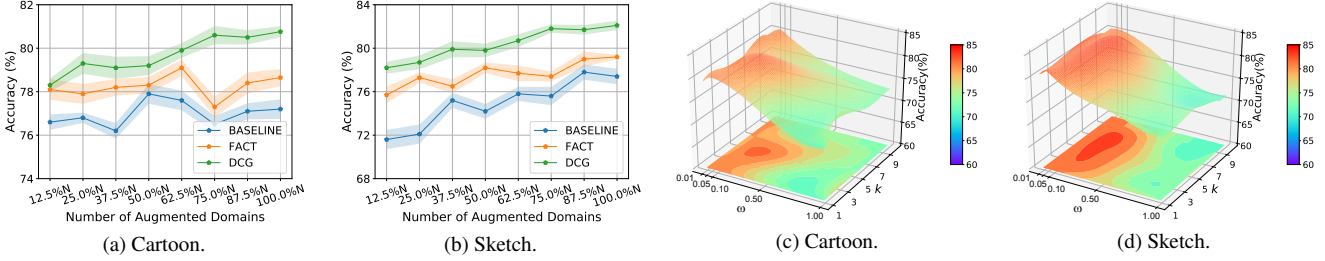 82
80
78
76
74
Accuracy (%)
12.5%N 25.0%N 37.5%N 50.0%N 62.5%N 75.0%N 87.5%N 100.0%N
Number of Augmented Domains
BASELINE
FACT
DCG
(a) Cartoon.
84
80
76
72
68
Accuracy (%)
12.5%N 25.0%N 37.5%N 50.0%N 62.5%N 75.0%N 87.5%N 100.0%N
Number of Augmented Domains
BASELINE
FACT
DCG
(b) Sketch.
85
80
75
70
65
60
Accuracy(%)
0.01 0.05 0.10 0.50 1.00
ω
1 3 5 7 9
k
85
80
75
70
65
60
(c) Cartoon.
85
80
75
70
65
60
Accuracy(%)
0.01 0.05 0.10 0.50 1.00
ω
1 3 5 7 9
k
85
80
75
70
65
60
(d) Sketch.